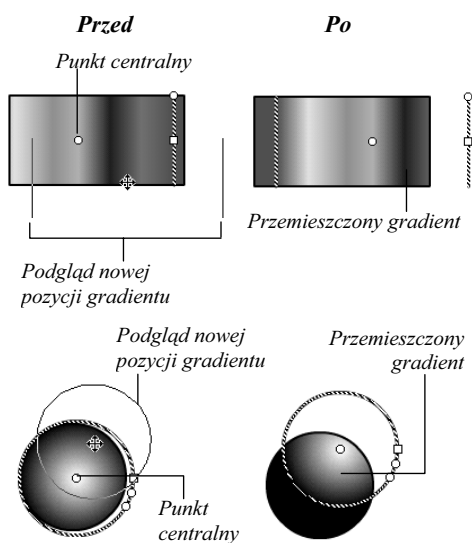 Przed
Po
Punkt centralny
Przemieszczony gradient
Podgląd nowej
pozycji gradientu
Podgląd nowej
pozycji gradientu
Przemieszczony
gradient
Punkt
centralny